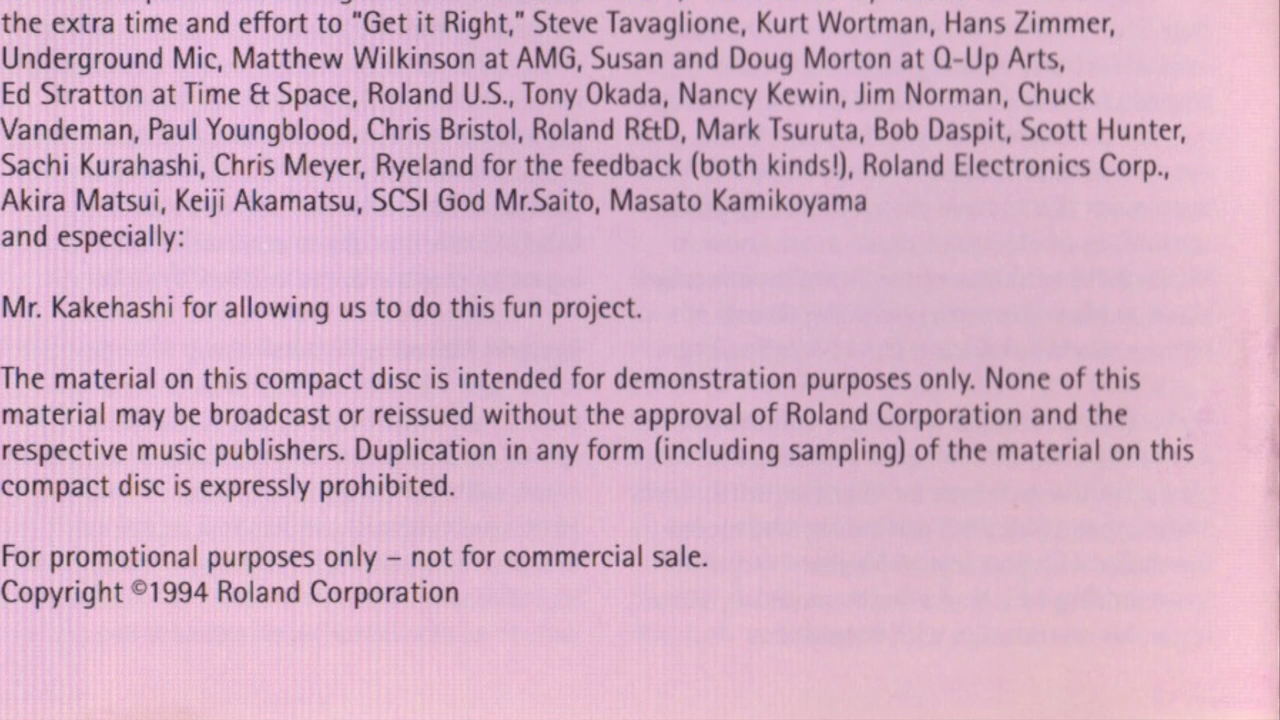 the extra time and effort to "Get it Right," Steve Tavaglione, Kurt Wortman, Hans Zimmer,
Underground Mic, Matthew Wilkinson at AMG, Susan and Doug Morton at Q-Up Arts,
Ed Stratton at Time & Space, Roland U.S., Tony Okada, Nancy Kewin, Jim Norman, Chuck
Vandeman, Paul Youngblood, Chris Bristol, Roland R&D, Mark Tsuruta, Bob Daspit, Scott Hunter,
Sachi Kurahashi, Chris Meyer, Ryeland for the feedback (both kinds!), Roland Electronics Corp.,
Akira Matsui, Keiji Akamatsu, SCSI God Mr.Saito, Masato Kamikoyama
and especially:
Mr. Kakehashi for allowing us to do this fun project.
The material on this compact disc is intended for demonstration purposes only. None of this
material may be broadcast or reissued without the approval of Roland Corporation and the
respective music publishers. Duplication in any form (including sampling) of the material on this
compact disc is expressly prohibited.
For promotional purposes only – not for commercial sale.
Copyright ©1994 Roland Corporation